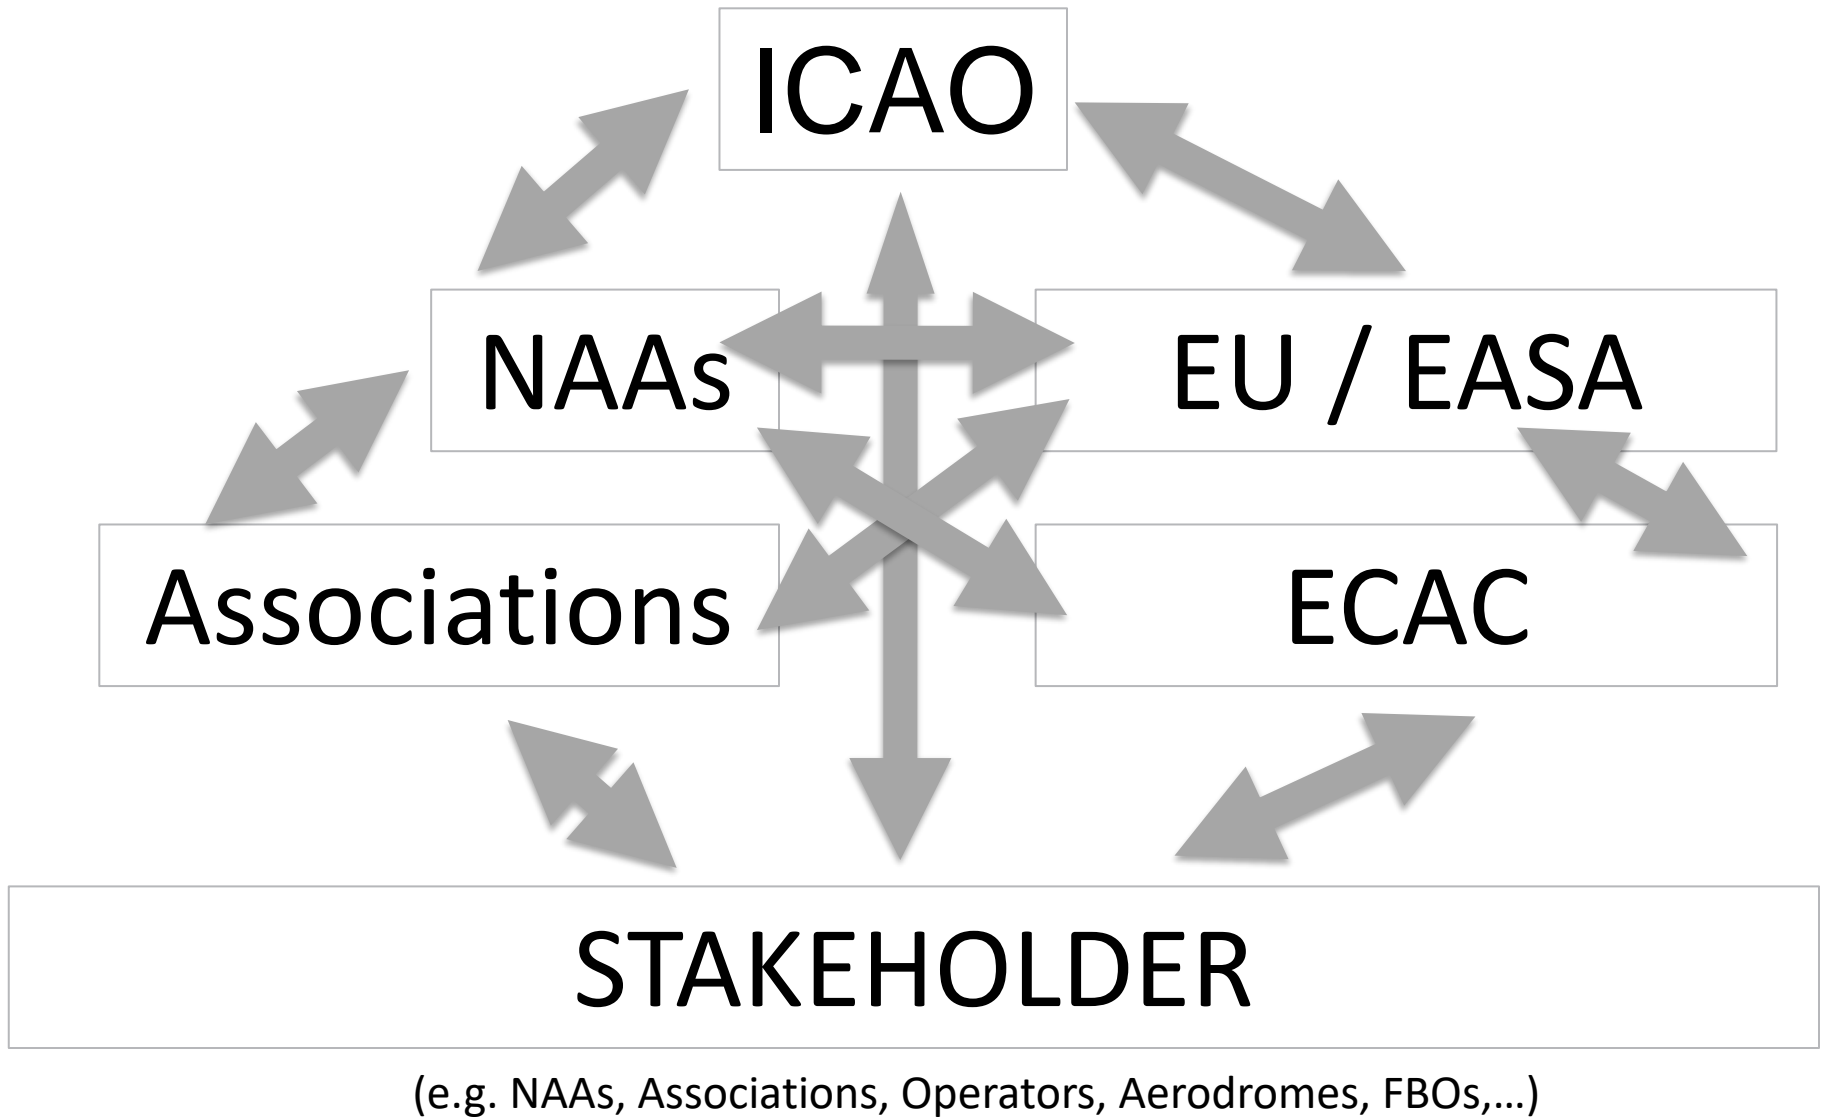 ICAO
NAAs
EU / EASA
Associations
ECAC
STAKEHOLDER
(e.g. NAAs, Associations, Operators, Aerodromes, FBOs,...)